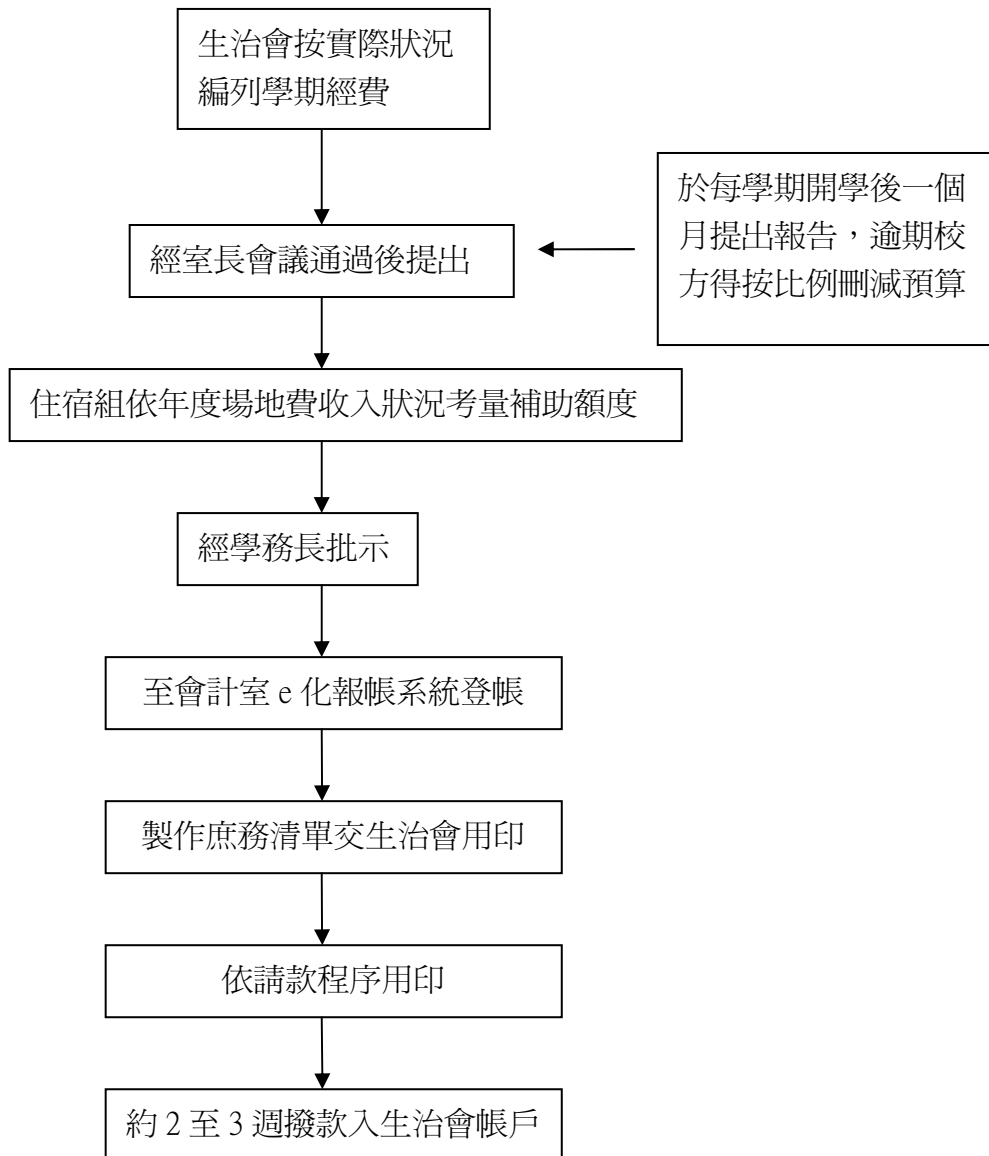 生治會按實際狀況
編列學期經費
於每學期開學後一個
月提出報告，逾期校
方得按比例刪減預算
經室長會議通過後提出
住宿組依年度場地費收入狀況考量補助額度
經學務長批示
至會計室 e 化報帳系統登帳
製作庶務清單交生治會用印
依請款程序用印
約 2 至 3 週撥款入生治會帳戶